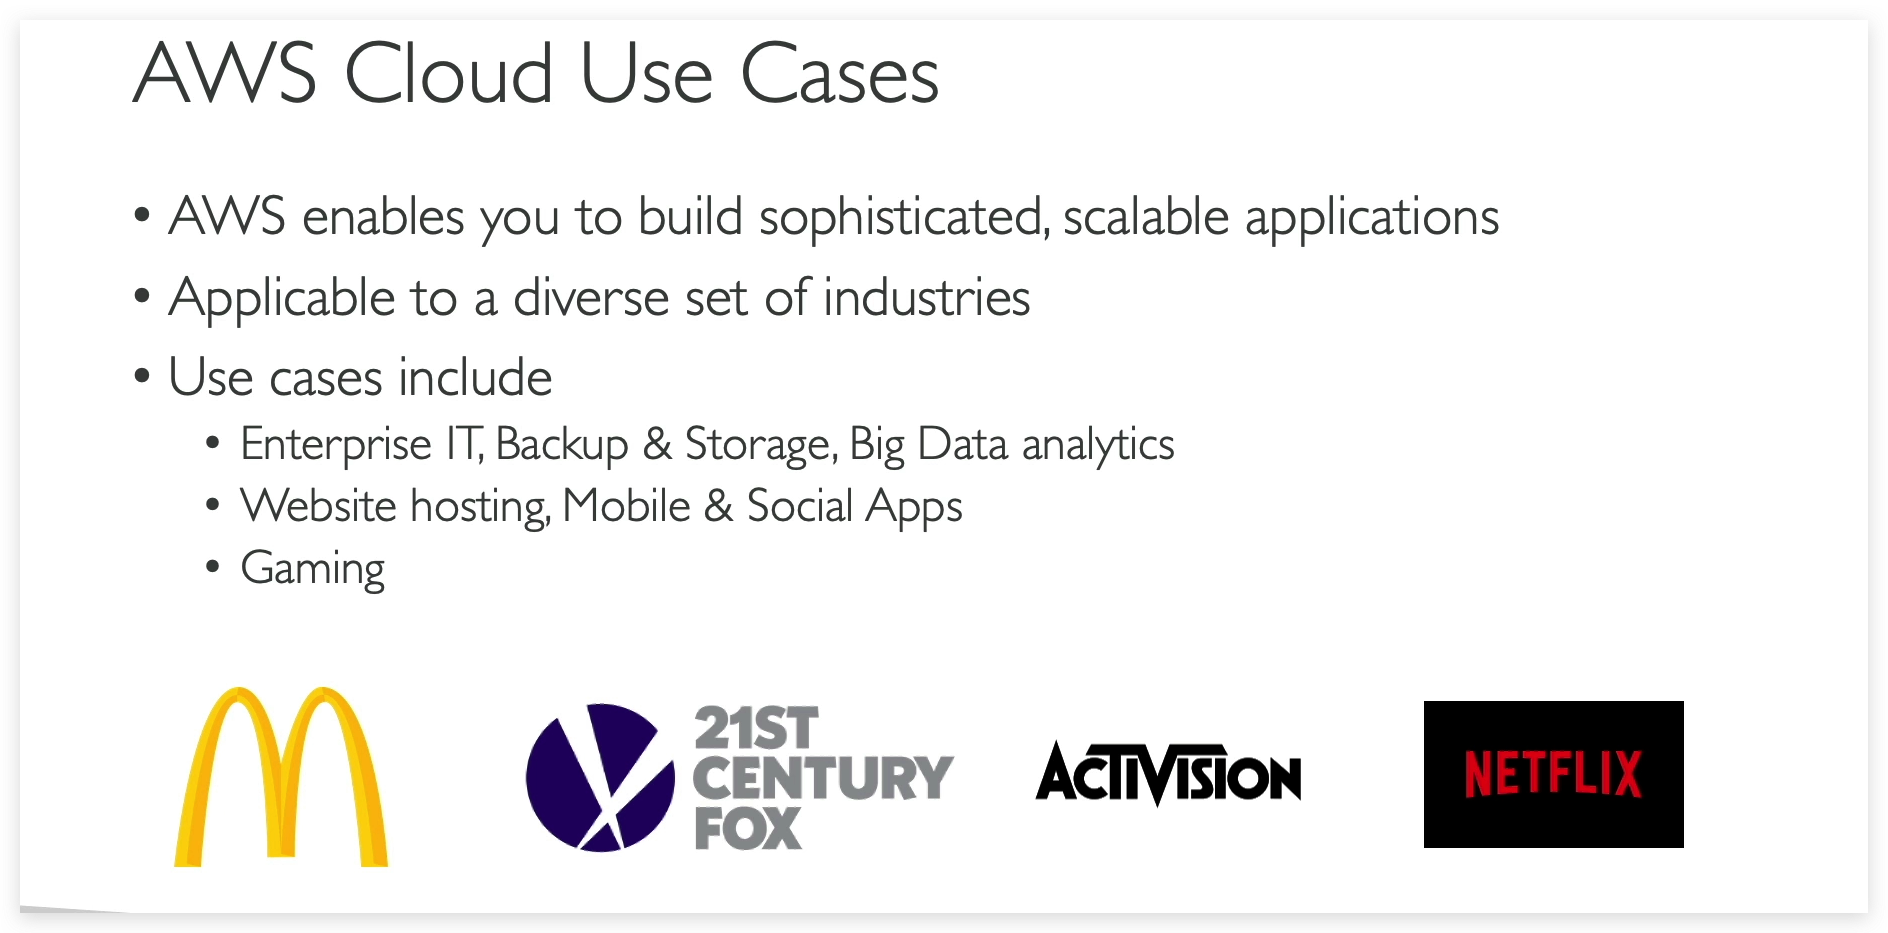 AWS Cloud Use Cases
• AWS enables you to build sophisticated, scalable applications
• Applicable to a diverse set of industries
• Use cases include
• Enterprise IT, Backup & Storage, Big Data analytics
• Website hosting, Mobile & Social Apps
• Gaming
21ST
CENTURY
FOX
ACTIVISION
NETFLIX